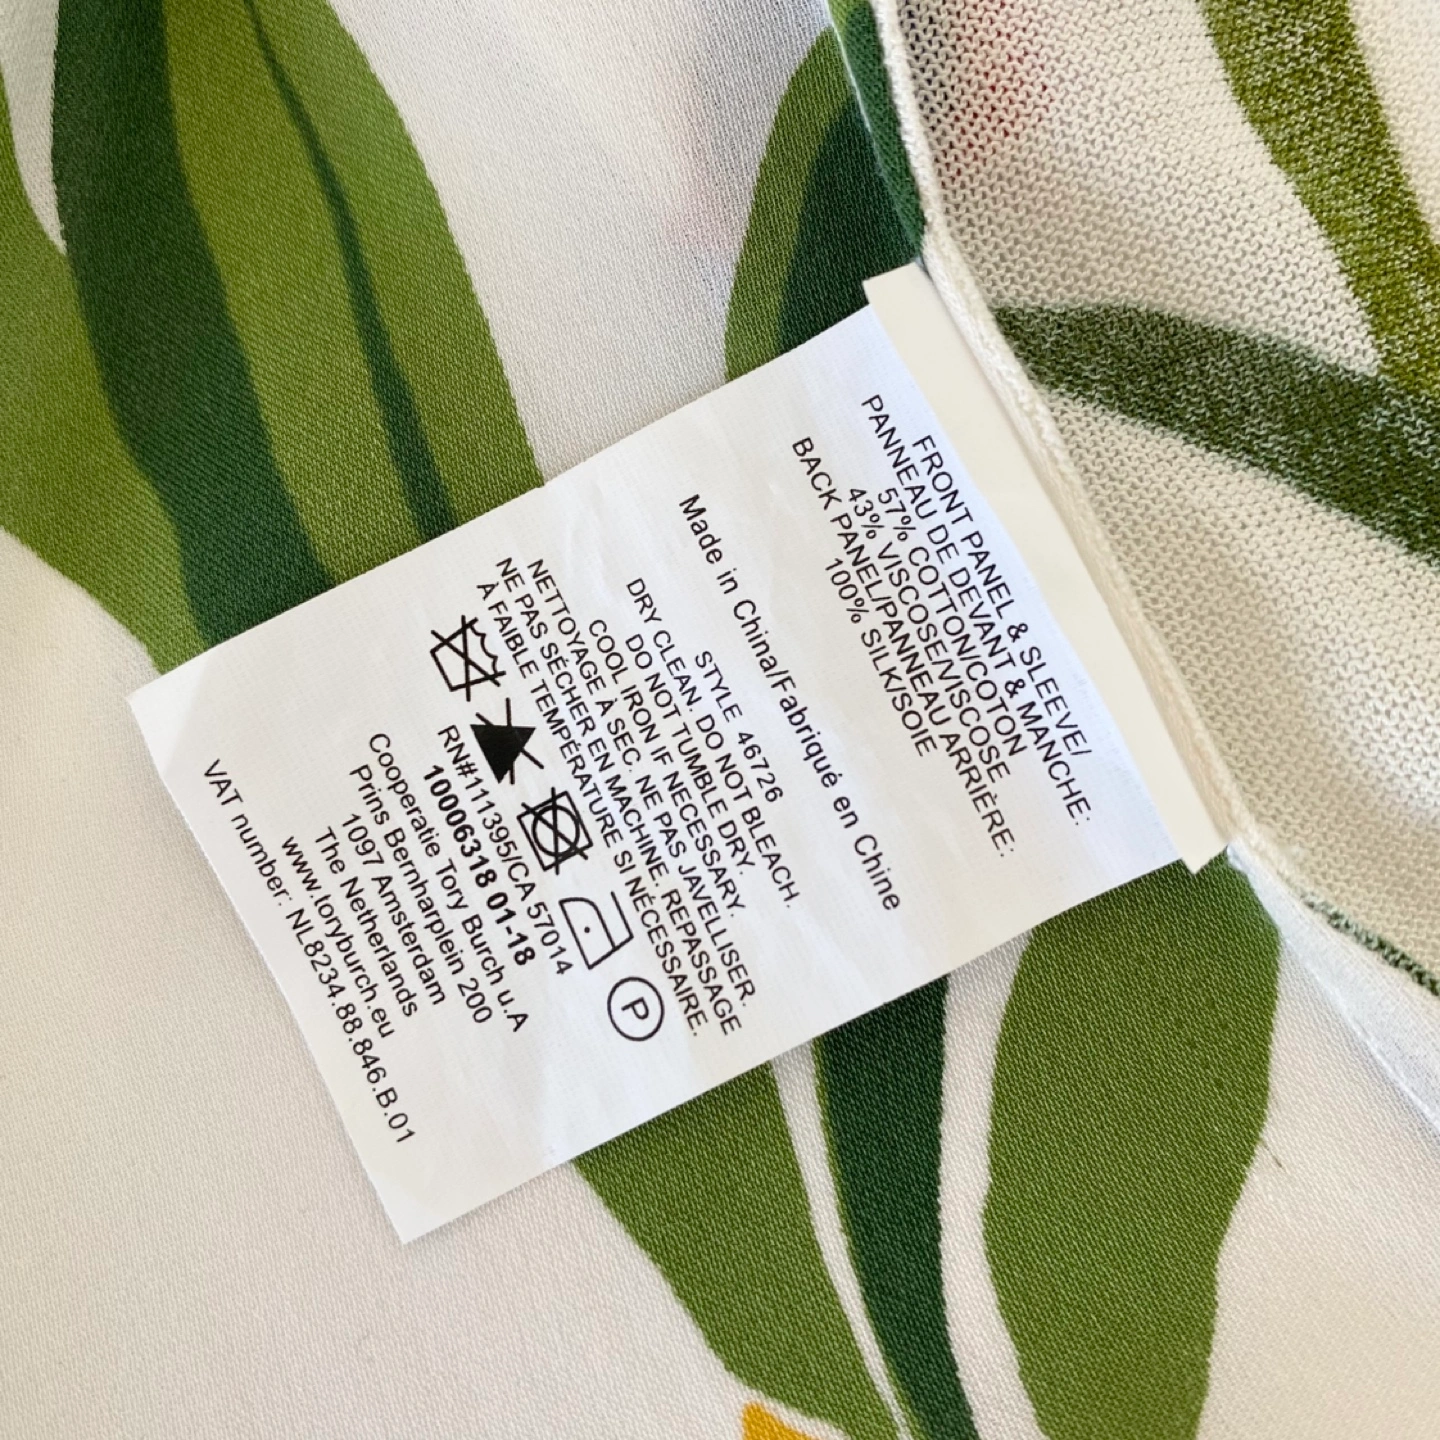 FRONT PANEL & SLEEVE/
PANNEAU DE DEVANT & MANCHE:
57% COTTON/COTON
43% VISCOSE/VISCOSE
BACK PANEL/PANNEAU ARRIÈRE:
100% SILK/SOIE
Made in China/Fabriqué en Chine
STYLE 46726
DRY CLEAN. DO NOT BLEACH.
DO NOT TUMBLE DRY.
COOL IRON IF NECESSARY.
NETTOYAGE À SEC. NE PAS JAVELLISER.
NE PAS SÉCHER EN MACHINE. REPASSAGE
À FAIBLE TEMPÉRATURE SI NÉCESSAIRE.
P
RN#111395/CA 57014
10006318 01-18
Cooperatie Tory Burch u.A
Prins Bernharplein 200
1097 Amsterdam
The Netherlands
www.toryburch.eu
VAT number: NL8234.88.846.B.01